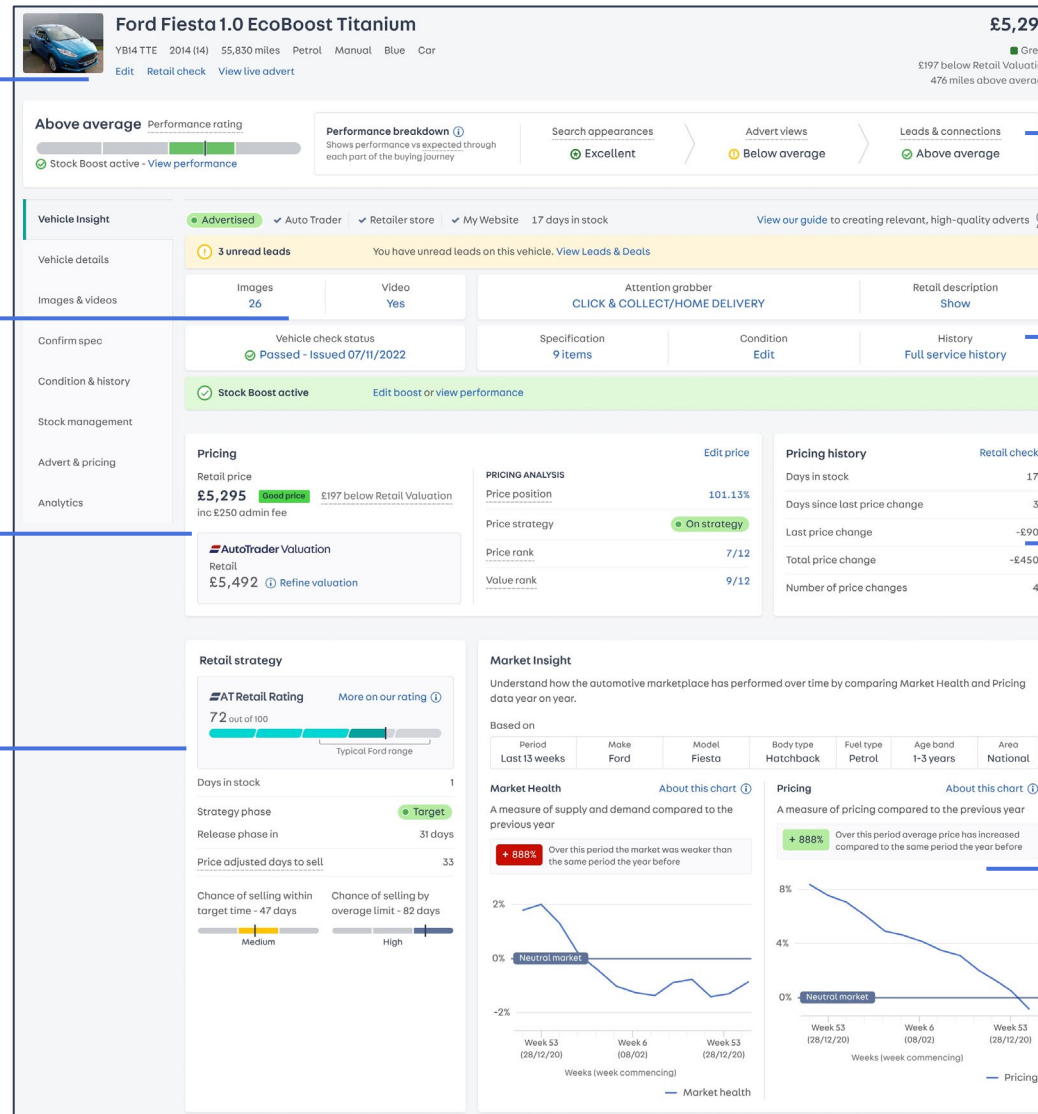 Ford Fiesta 1.0 EcoBoost Titanium
£5,29
YB14 TTE 2014 (14) 55,830 miles Petrol Manual Blue Car
Gre
£197 below Retail Valuati
476 miles above averag
Edit Retail check View live advert
Above average Performance rating
Stock Boost active - View performance
Performance breakdown
Shows performance vs expected through
each part of the buying journey
Search appearances
Excellent
Advert views
Below average
Leads & connections
Above average
Vehicle Insight
Vehicle details
Images & videos
Confirm spec
Condition & history
Stock management
Advert & pricing
Analytics
Advertised Auto Trader Retailer store My Website 17 days in stock
View our guide to creating relevant, high-quality adverts
3 unread leads You have unread leads on this vehicle. View Leads & Deals
Images
26
Video
Yes
Attention grabber
CLICK & COLLECT/HOME DELIVERY
Retail description
Show
Vehicle check status
Passed - Issued 07/11/2022
Specification
9 items
Condition
Edit
History
Full service history
Stock Boost active Edit boost or view performance
Pricing Edit price
Retail price
£5,295 Good price £197 below Retail Valuation
inc £250 admin fee
AutoTrader Valuation
Retail
£5,492 Refine valuation
PRICING ANALYSIS
Price position 101.13%
Price strategy On strategy
Price rank 7/12
Value rank 9/12
Pricing history Retail check
Days in stock 17
Days since last price change 3
Last price change -£90
Total price change -£450
Number of price changes 4
Retail strategy
AT Retail Rating More on our rating
72 out of 100
Typical Ford range
Days in stock 1
Strategy phase Target
Release phase in 31 days
Price adjusted days to sell 33
Chance of selling within
target time - 47 days
Medium
Chance of selling by
overage limit - 82 days
High
Market Insight
Understand how the automotive marketplace has performed over time by comparing Market Health and Pricing
data year on year.
Based on
Period Make Model Body type Fuel type Age band Area
Last 13 weeks Ford Fiesta Hatchback Petrol 1-3 years National
Market Health About this chart
A measure of supply and demand compared to the
previous year
+ 888% Over this period the market was weaker than
the same period the year before
2%
0% Neutral market
-2%
Week 53 Week 6 Week 53
(28/12/20) (08/02) (28/12/20)
Weeks (week commencing)
Market health
Pricing About this chart
A measure of pricing compared to the previous year
+ 888% Over this period average price has increased
compared to the same period the year before
8%
4%
0% Neutral market
Week 53 Week 6 Week 53
(28/12/20) (08/02) (28/12/20)
Weeks (week commencing)
Pricing